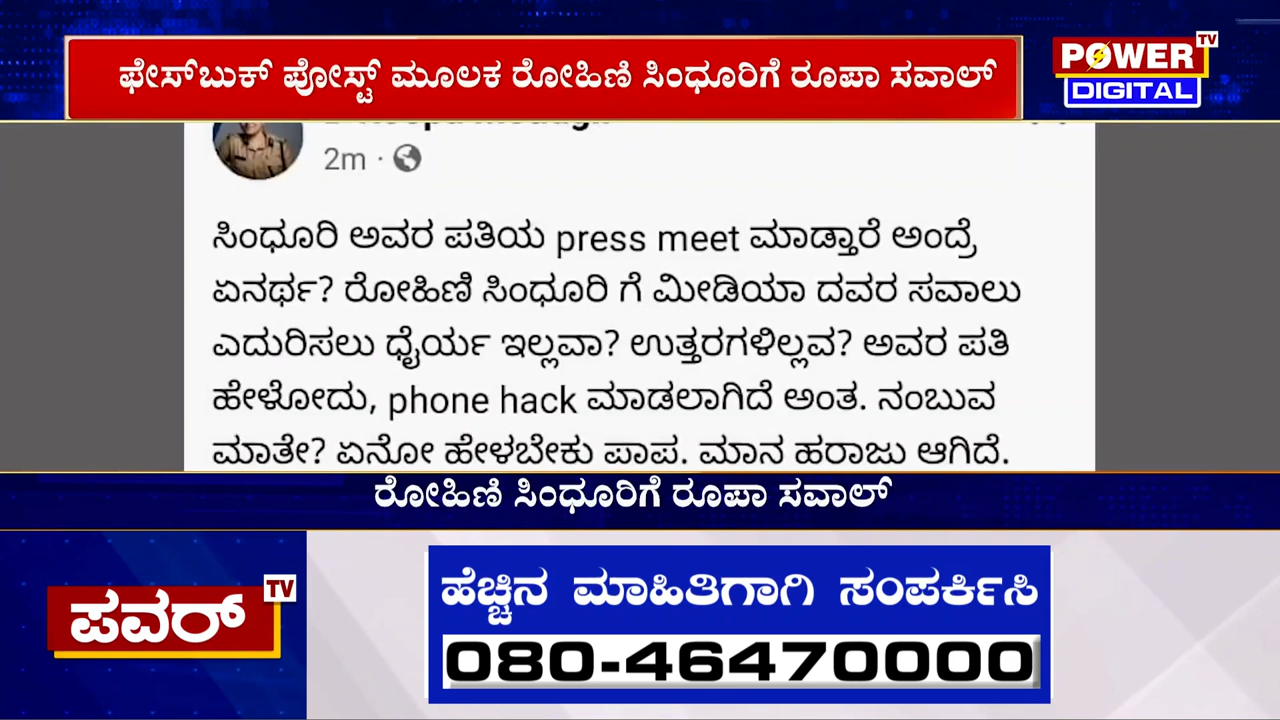 ಫೇಸ್‌ಬುಕ್ ಪೋಸ್ಟ್ ಮೂಲಕ ರೋಹಿಣಿ ಸಿಂಧೂರಿಗೆ ರೂಪಾ ಸವಾಲ್
POWER TV
DIGITAL
2m ·
ಸಿಂಧೂರಿ ಅವರ ಪತಿಯ press meet ಮಾಡ್ತಾರೆ ಅಂದ್ರೆ
ಏನರ್ಥ? ರೋಹಿಣಿ ಸಿಂಧೂರಿ ಗೆ ಮೀಡಿಯಾ ದವರ ಸವಾಲು
ಎದುರಿಸಲು ಧೈರ್ಯ ಇಲ್ಲವಾ? ಉತ್ತರಗಳಿಲ್ಲವ? ಅವರ ಪತಿ
ಹೇಳೋದು, phone hack ಮಾಡಲಾಗಿದೆ ಅಂತ. ನಂಬುವ
ಮಾತೇ? ಏನೋ ಹೇಳಬೇಕು ಪಾಪ. ಮಾನ ಹರಾಜು ಆಗಿದೆ.
ರೋಹಿಣಿ ಸಿಂಧೂರಿಗೆ ರೂಪಾ ಸವಾಲ್
ಪವರ್ TV
ಹೆಚ್ಚಿನ ಮಾಹಿತಿಗಾಗಿ ಸಂಪರ್ಕಿಸಿ
080-46470000